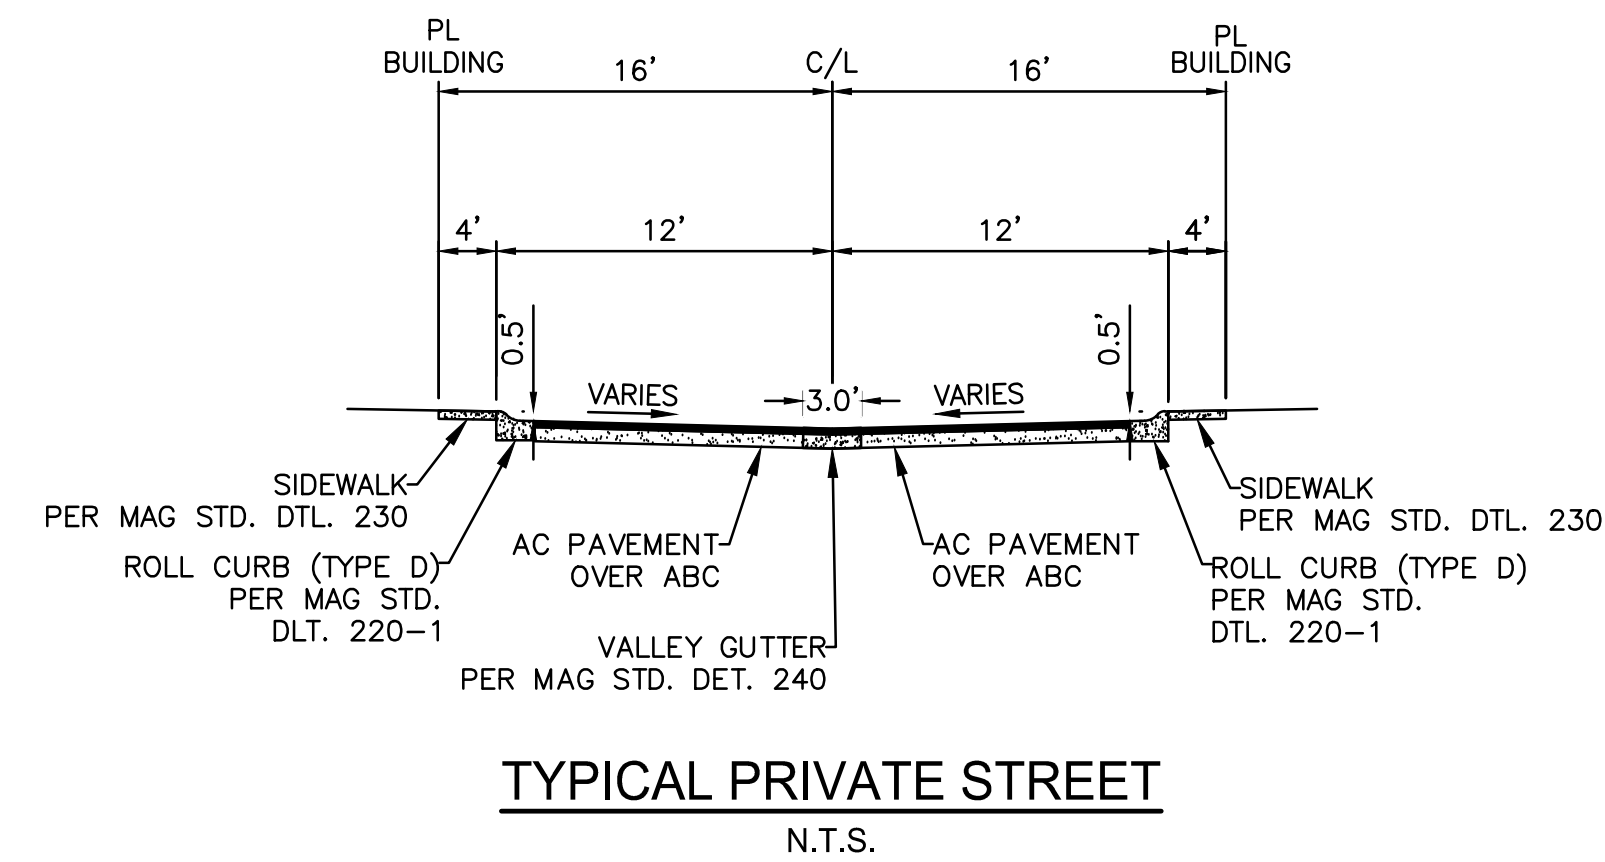 PL
BUILDING
16'
C/L
16'
PL
BUILDING
4'
12'
12'
4'
0.5'
0.5'
VARIES
3.0'
VARIES
SIDEWALK
PER MAG STD. DTL. 230
ROLL CURB (TYPE D)
PER MAG STD.
DLT. 220-1
AC PAVEMENT
OVER ABC
VALLEY GUTTER
PER MAG STD. DET. 240
AC PAVEMENT
OVER ABC
SIDEWALK
PER MAG STD. DTL. 230
ROLL CURB (TYPE D)
PER MAG STD.
DTL. 220-1
TYPICAL PRIVATE STREET
N.T.S.